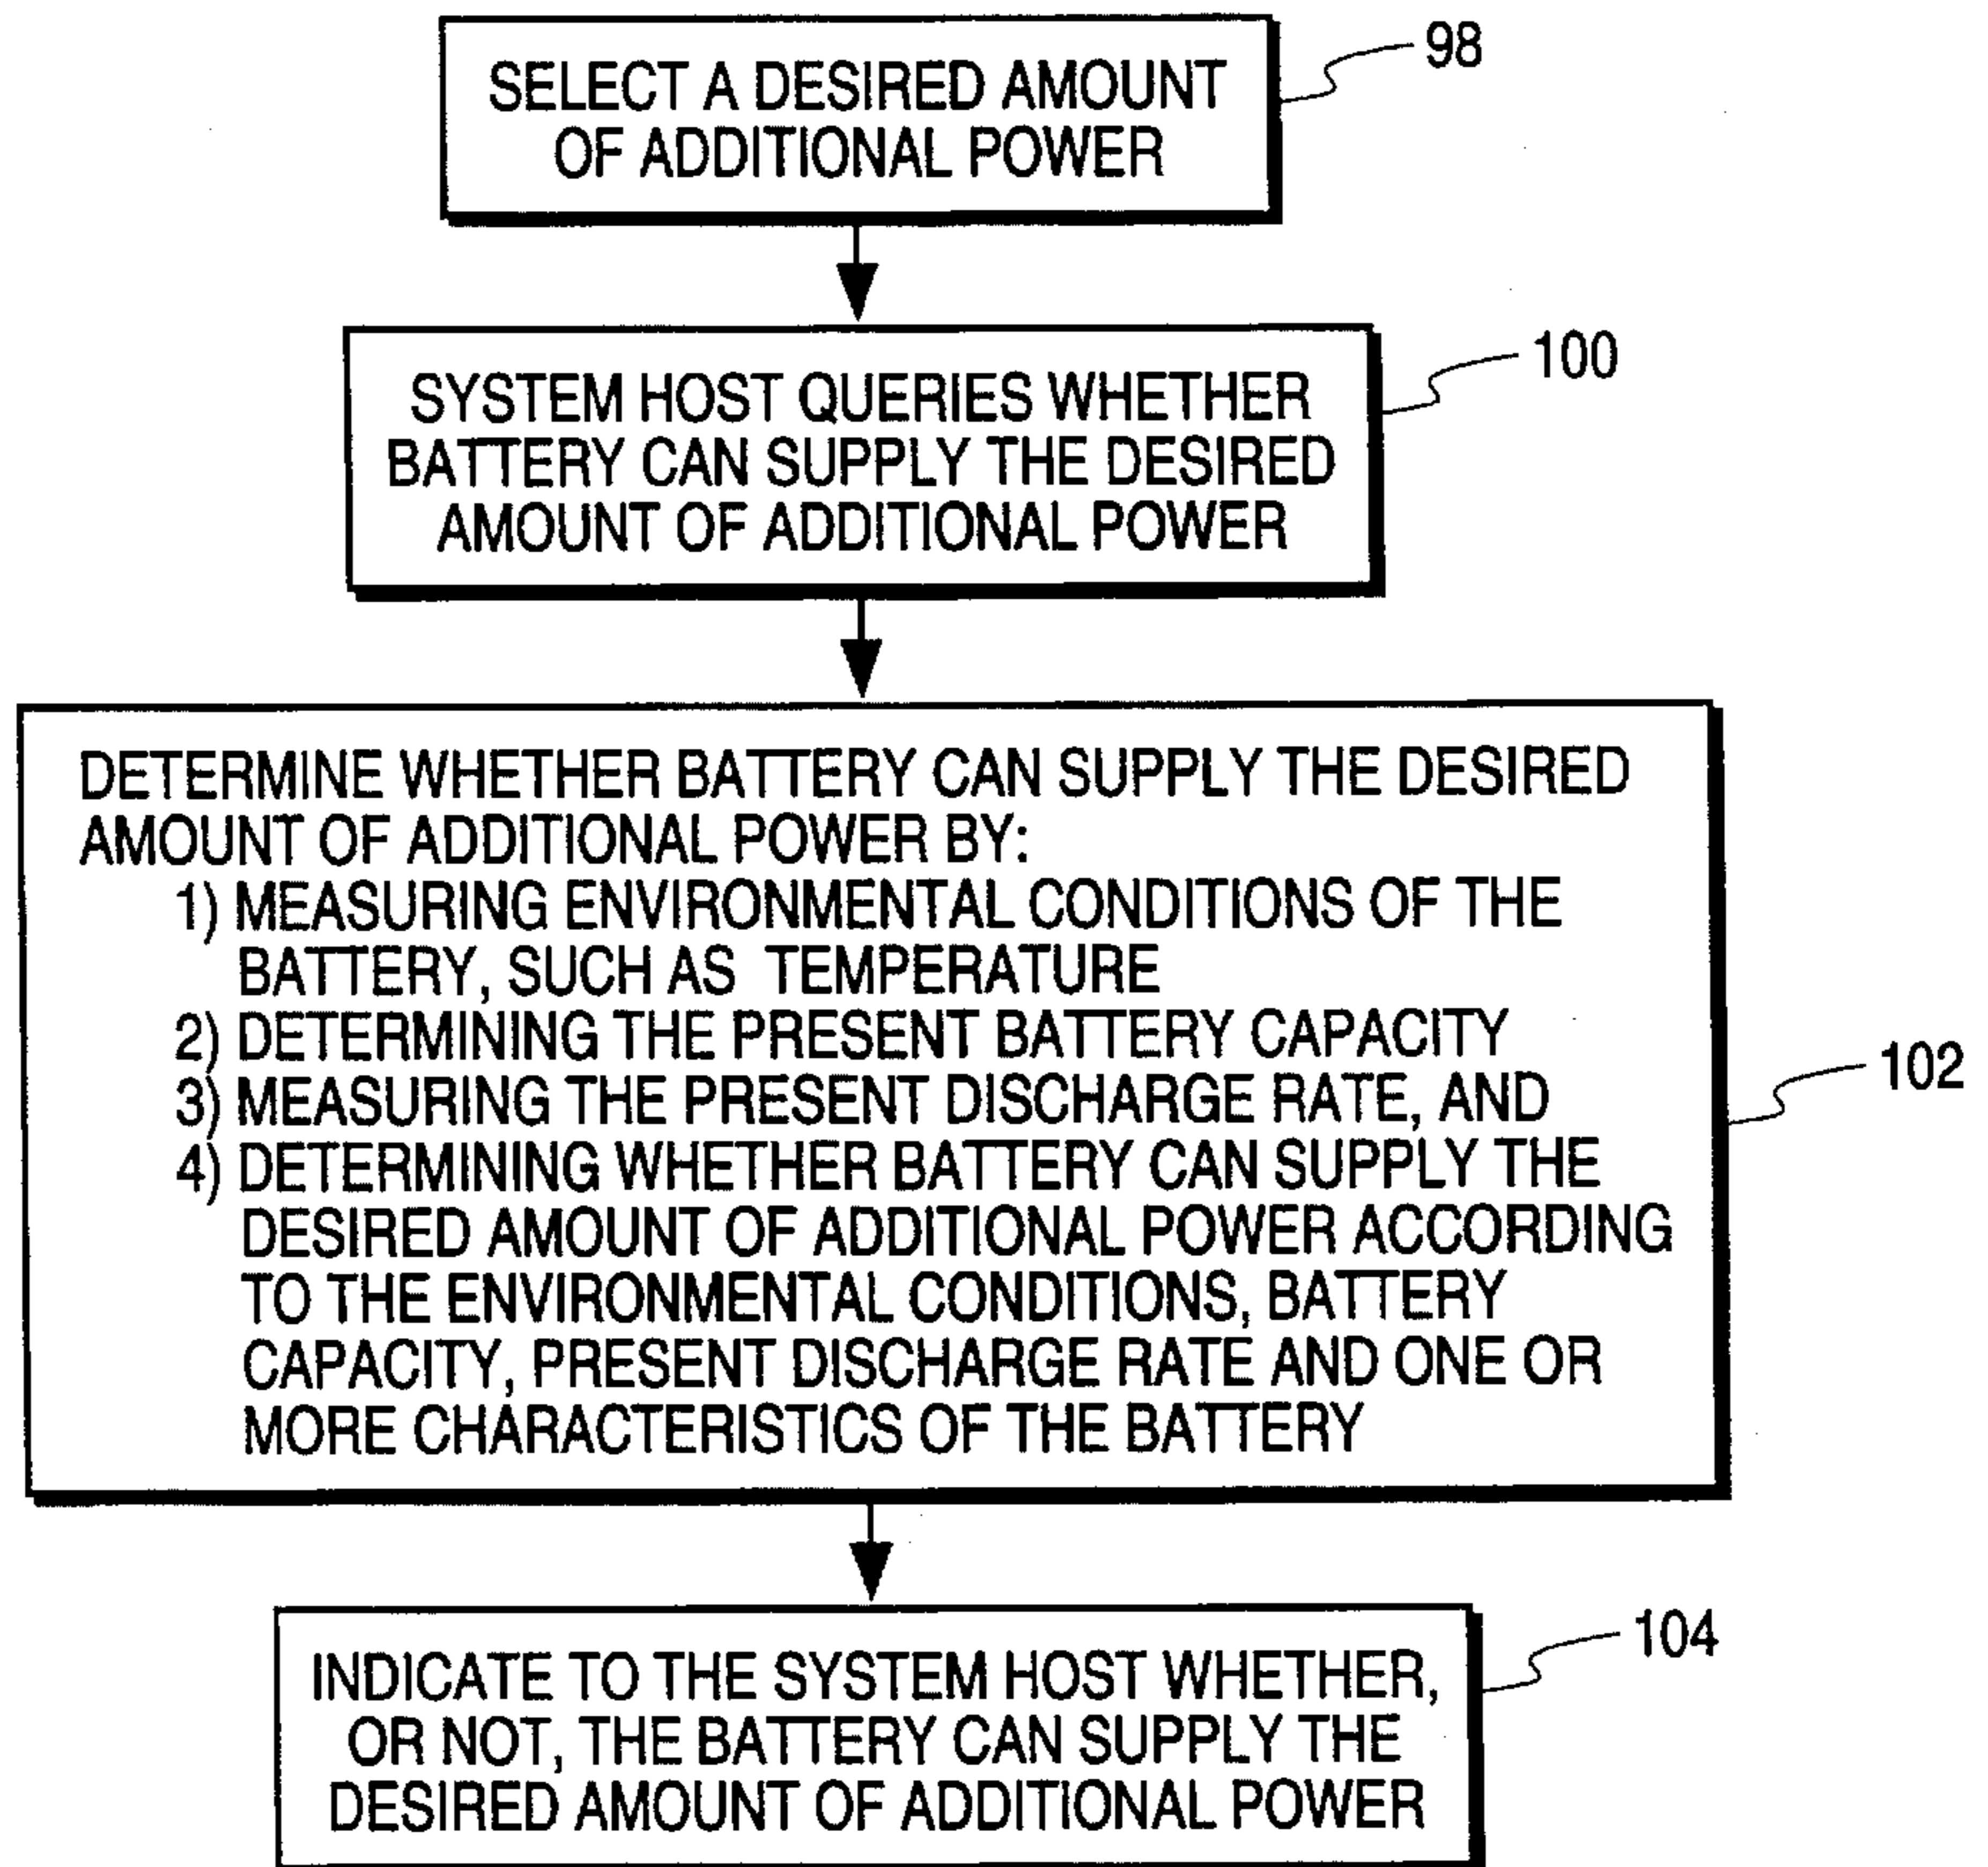 SELECT A DESIRED AMOUNT
OF ADDITIONAL POWER
98
SYSTEM HOST QUERIES WHETHER
BATTERY CAN SUPPLY THE DESIRED
AMOUNT OF ADDITIONAL POWER
100
DETERMINE WHETHER BATTERY CAN SUPPLY THE DESIRED
AMOUNT OF ADDITIONAL POWER BY:
1) MEASURING ENVIRONMENTAL CONDITIONS OF THE
BATTERY, SUCH AS TEMPERATURE
2) DETERMINING THE PRESENT BATTERY CAPACITY
3) MEASURING THE PRESENT DISCHARGE RATE, AND
4) DETERMINING WHETHER BATTERY CAN SUPPLY THE
DESIRED AMOUNT OF ADDITIONAL POWER ACCORDING
TO THE ENVIRONMENTAL CONDITIONS, BATTERY
CAPACITY, PRESENT DISCHARGE RATE AND ONE OR
MORE CHARACTERISTICS OF THE BATTERY
102
INDICATE TO THE SYSTEM HOST WHETHER,
OR NOT, THE BATTERY CAN SUPPLY THE
DESIRED AMOUNT OF ADDITIONAL POWER
104